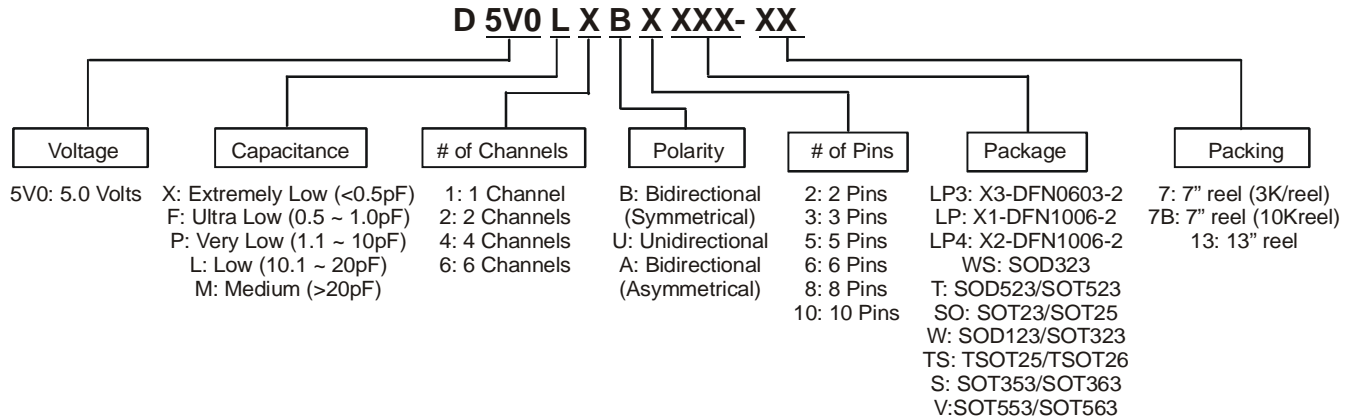 D 5V0 L X B X XXX- XX
Voltage
5V0: 5.0 Volts
Capacitance
X: Extremely Low (<0.5pF)
F: Ultra Low (0.5 ~ 1.0pF)
P: Very Low (1.1 ~ 10pF)
L: Low (10.1 ~ 20pF)
M: Medium (>20pF)
# of Channels
1: 1 Channel
2: 2 Channels
4: 4 Channels
6: 6 Channels
Polarity
B: Bidirectional
(Symmetrical)
U: Unidirectional
A: Bidirectional
(Asymmetrical)
# of Pins
2: 2 Pins
3: 3 Pins
5: 5 Pins
6: 6 Pins
8: 8 Pins
10: 10 Pins
Package
LP3: X3-DFN0603-2
LP: X1-DFN1006-2
LP4: X2-DFN1006-2
WS: SOD323
T: SOD523/SOT523
SO: SOT23/SOT25
W: SOD123/SOT323
TS: TSOT25/TSOT26
S: SOT353/SOT363
V:SOT553/SOT563
Packing
7: 7” reel (3K/reel)
7B: 7” reel (10Kreel)
13: 13” reel